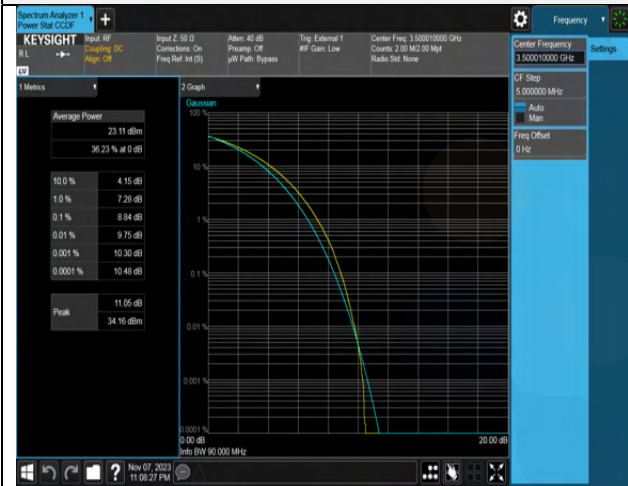 Spectrum Analyzer 1
Power Stat CCDF
Frequency
KEYSIGHT
RL
LXI
Input: RF
Coupling: DC
Align: Off
Input Z: 50 Ω
Corrections: On
Freq Ref: Int (S)
Atten: 40 dB
Preamp: Off
µW Path: Bypass
Trig: External 1
#IF Gain: Low
Center Freq: 3.500010000 GHz
Counts: 2.00 M/2.00 Mpt
Radio Std: None
Center Frequency
3.500010000 GHz
Settings
CF Step
5.000000 MHz
Auto
Man
Freq Offset
0 Hz
1 Metrics
Average Power
23.11 dBm
36.23 % at 0 dB
10.0 % 4.15 dB
1.0 % 7.28 dB
0.1 % 8.84 dB
0.01 % 9.75 dB
0.001 % 10.30 dB
0.0001 % 10.48 dB
Peak 11.05 dB
34.16 dBm
2 Graph
Gaussian
100 %
10 %
1 %
0.1 %
0.01 %
0.001 %
0.0001 %
0.00 dB 20.00 dB
Info BW 90.000 MHz
Nov 07, 2023
11:08:27 PM